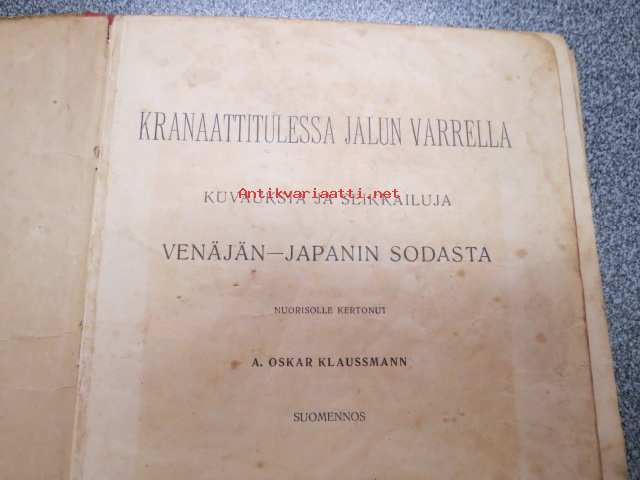 KRANAATTITULESSA JALUN VARRELLA
Antikvariaatti.net
KUVAUKSIA JA SEIKKAILUJA
VENÄJÄN—JAPANIN SODASTA
NUORISOLLE KERTONUT
A. OSKAR KLAUSSMANN
SUOMENNOS